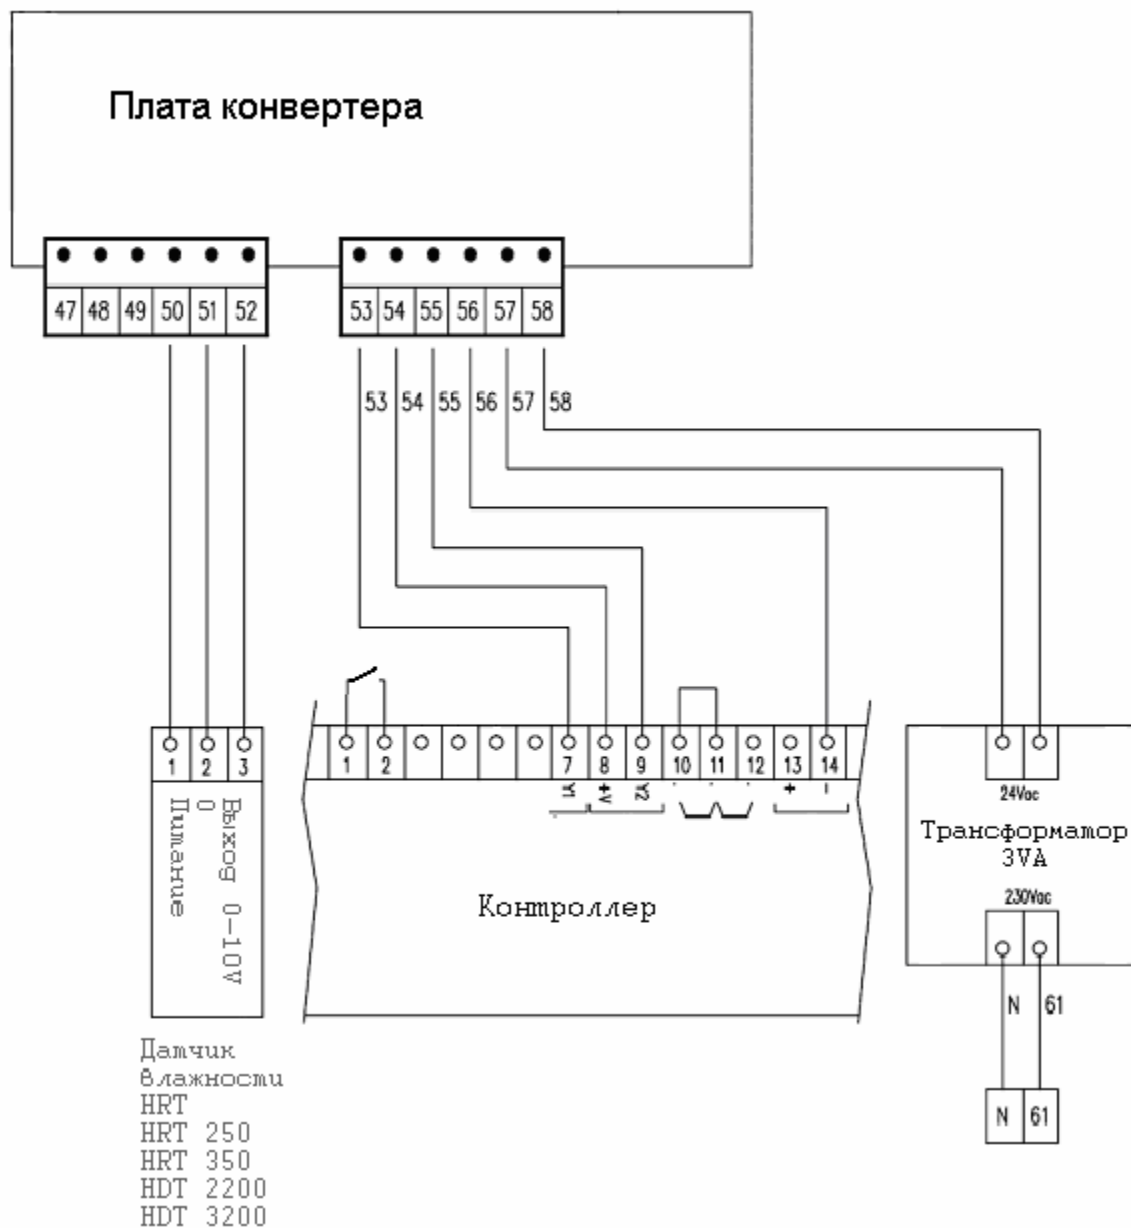 Плата конвертера
47 48 49 50 51 52
53 54 55 56 57 58
53 54 55 56 57 58
1 2 3
Питание
0
Выход 0-10V
1 2 7 8 9 10 11 12 13 14
Y1 +V Y2 + -
Контроллер
24Vac
Трансформатор
3VA
230Vac
N 61
N 61
Датчик
влажности
HRT
HRT 250
HRT 350
HDT 2200
HDT 3200